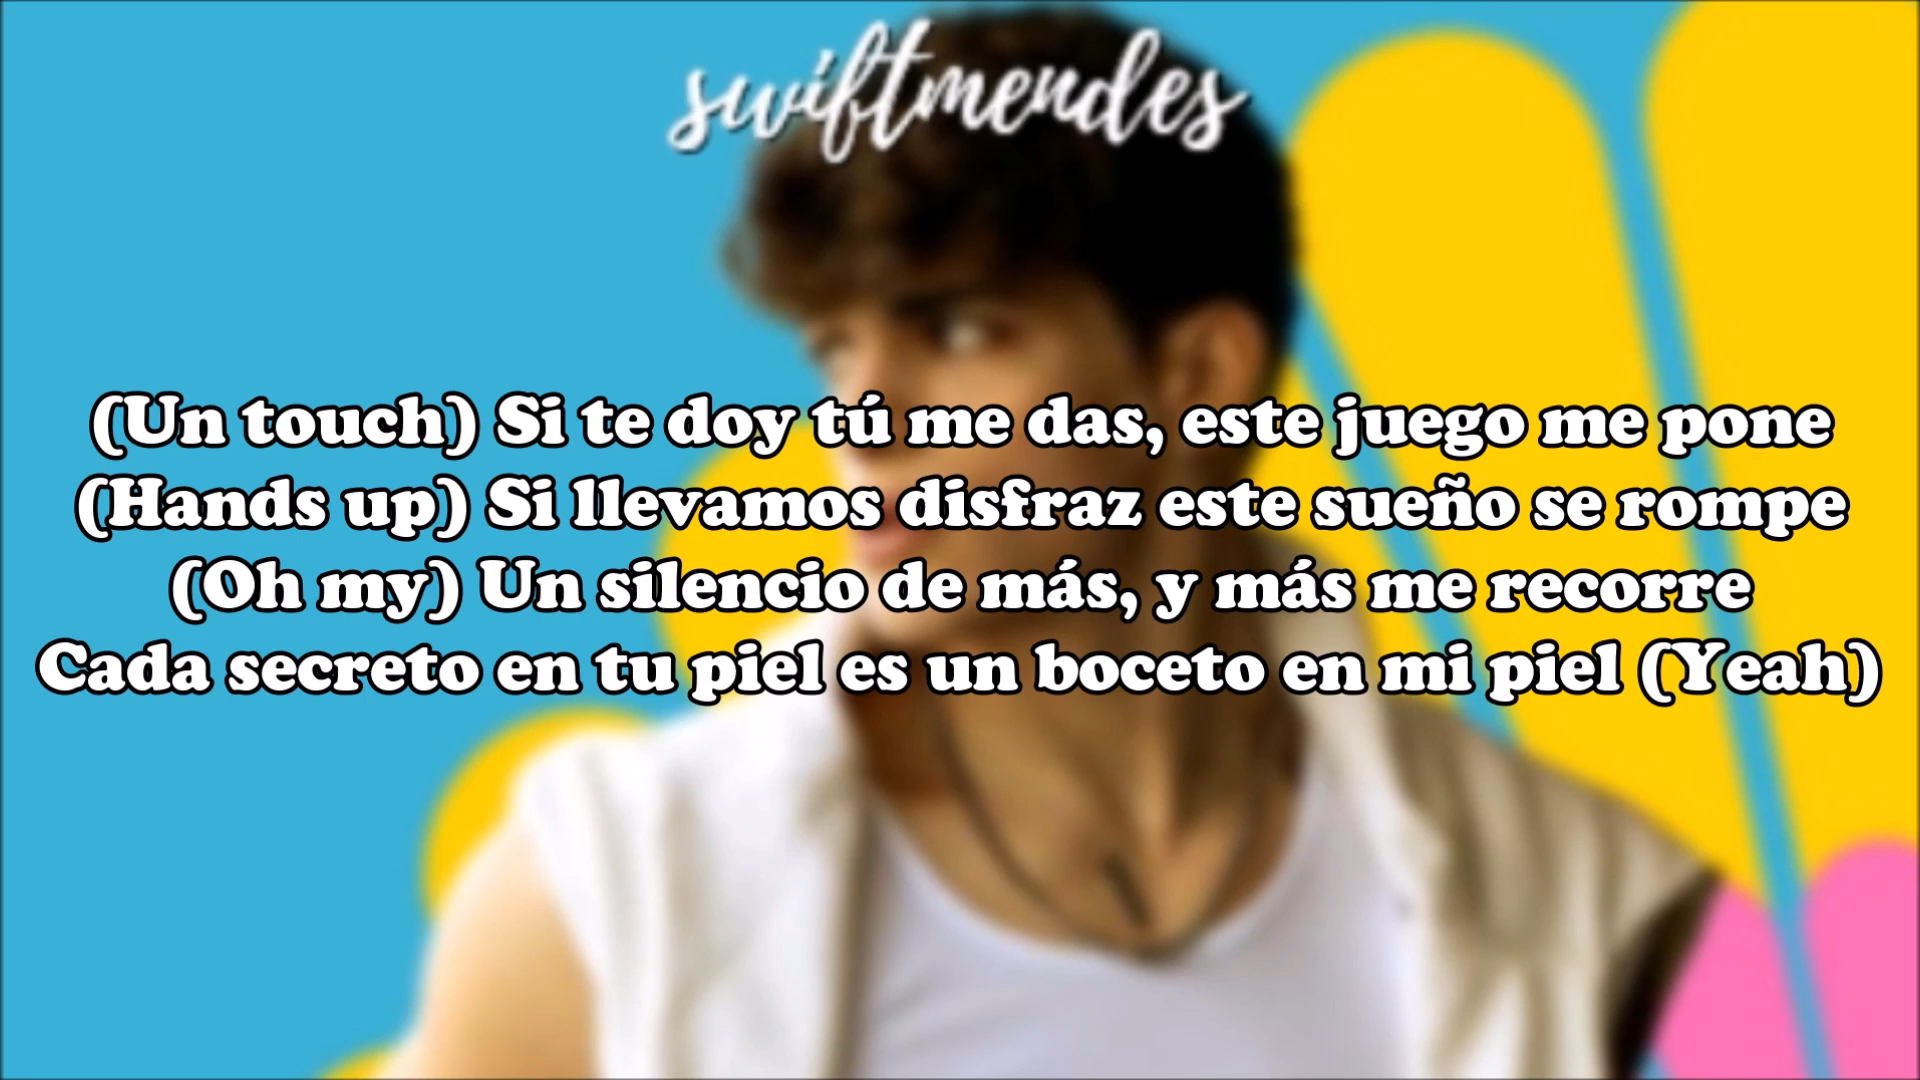 swiftmendes
(Un touch) Si te doy tú me das, este juego me pone
(Hands up) Si llevamos disfraz este sueño se rompe
(Oh my) Un silencio de más, y más me recorre
Cada secreto en tu piel es un boceto en mi piel (Yeah)